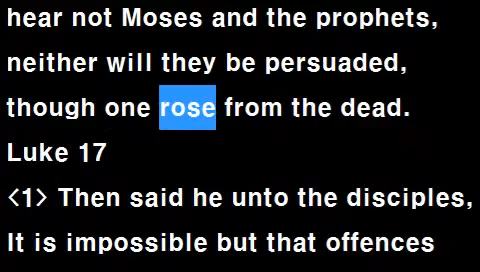 hear not Moses and the prophets,
neither will they be persuaded,
though one rose from the dead.
Luke 17
<1> Then said he unto the disciples,
It is impossible but that offences